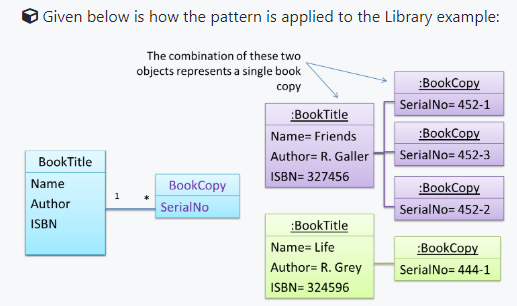 Given below is how the pattern is applied to the Library example:
The combination of these two
objects represents a single book
copy
BookTitle
Name
Author
ISBN
1
*
BookCopy
SerialNo
:BookTitle
Name= Friends
Author= R. Galler
ISBN= 327456
:BookCopy
SerialNo= 452-1
:BookCopy
SerialNo= 452-3
:BookCopy
SerialNo= 452-2
:BookTitle
Name= Life
Author= R. Grey
ISBN= 324596
:BookCopy
SerialNo= 444-1